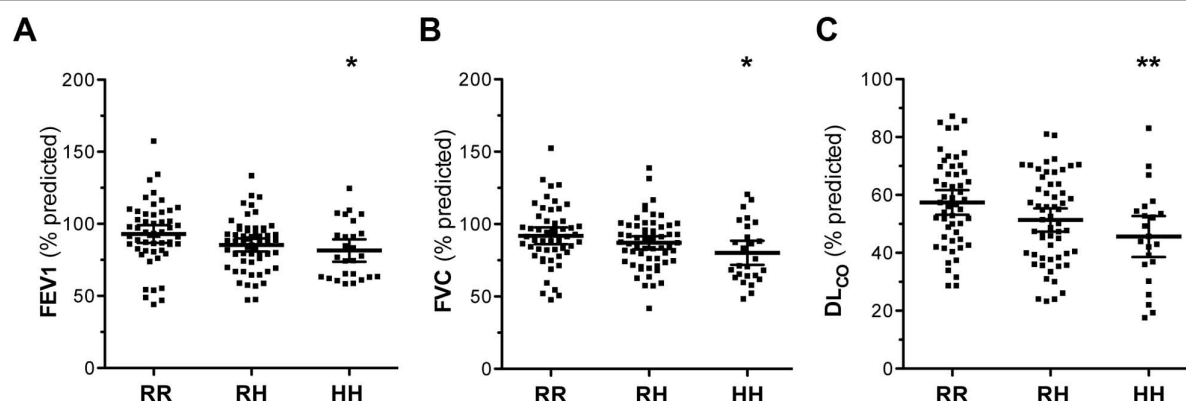 A
FEV1 (% predicted)
200
150
100
50
0
*
RR RH HH
B
FVC (% predicted)
200
150
100
50
0
*
RR RH HH
C
DLCO (% predicted)
100
80
60
40
20
0
**
RR RH HH